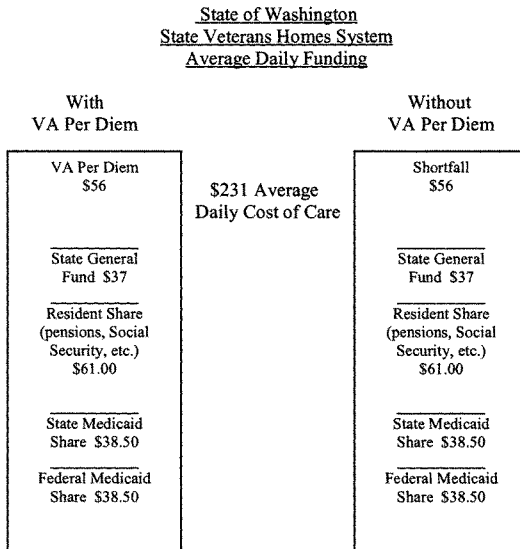 State of Washington
State Veterans Homes System
Average Daily Funding
With
VA Per Diem
VA Per Diem
$56
State General
Fund $37
Resident Share
(pensions, Social
Security, etc.)
$61.00
State Medicaid
Share $38.50
Federal Medicaid
Share $38.50
$231 Average
Daily Cost of Care
Without
VA Per Diem
Shortfall
$56
State General
Fund $37
Resident Share
(pensions, Social
Security, etc.)
$61.00
State Medicaid
Share $38.50
Federal Medicaid
Share $38.50